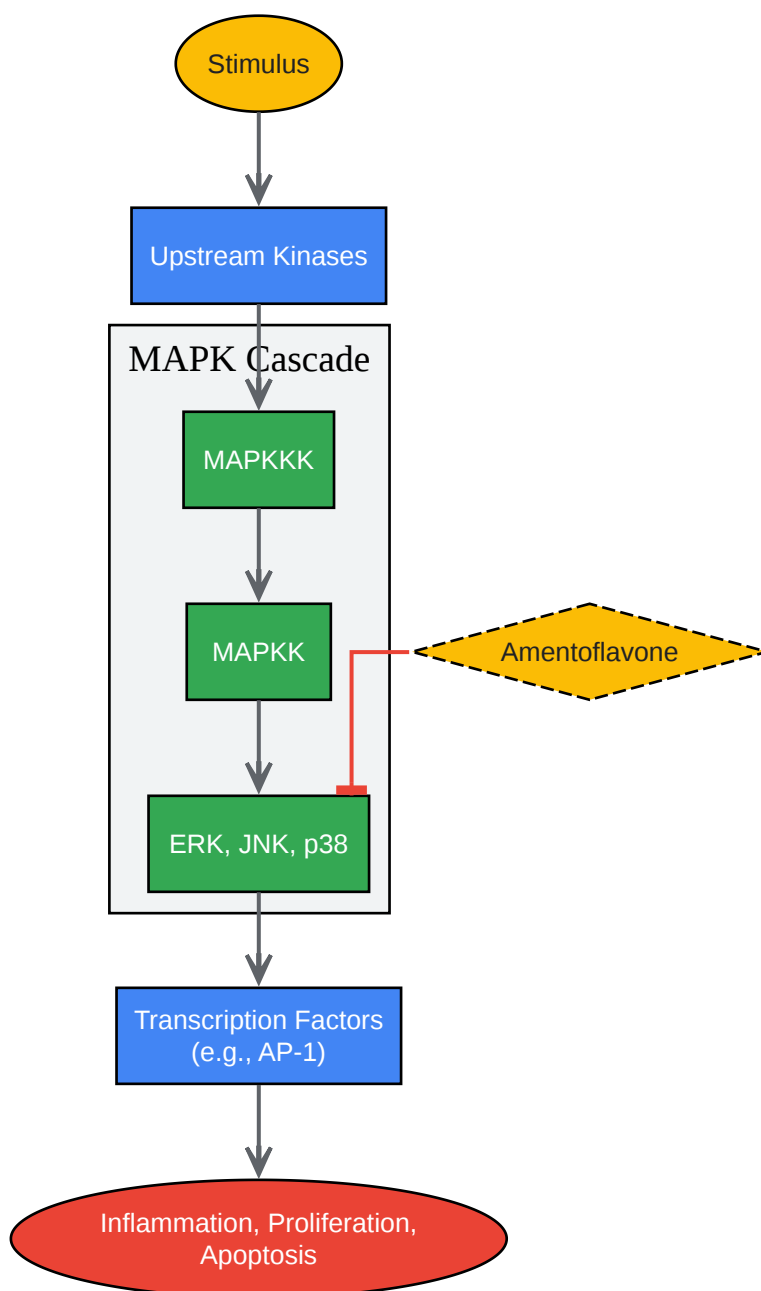 Stimulus
Upstream Kinases
MAPK Cascade
MAPKKK
MAPKK
Amentoflavone
ERK, JNK, p38
Transcription Factors
(e.g., AP-1)
Inflammation, Proliferation,
Apoptosis